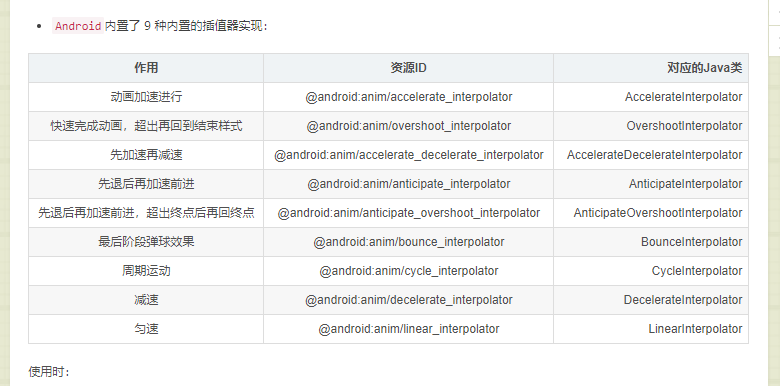 Android 内置了 9 种内置的插值器实现：
作用 资源ID 对应的Java类
动画加速进行 @android:anim/accelerate_interpolator AccelerateInterpolator
快速完成动画，超出再回到结束样式 @android:anim/overshoot_interpolator OvershootInterpolator
先加速再减速 @android:anim/accelerate_decelerate_interpolator AccelerateDecelerateInterpolator
先退后再加速前进 @android:anim/anticipate_interpolator AnticipateInterpolator
先退后再加速前进，超出终点后再回终点 @android:anim/anticipate_overshoot_interpolator AnticipateOvershootInterpolator
最后阶段弹球效果 @android:anim/bounce_interpolator BounceInterpolator
周期运动 @android:anim/cycle_interpolator CycleInterpolator
减速 @android:anim/decelerate_interpolator DecelerateInterpolator
匀速 @android:anim/linear_interpolator LinearInterpolator
使用时：